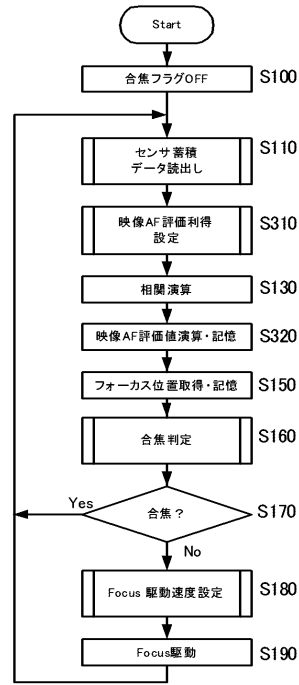 Start
合焦フラグOFF
S100
センサ蓄積
データ読出し
S110
映像AF評価利得
設定
S310
相関演算
S130
映像AF評価値演算・記憶
S320
フォーカス位置取得・記憶
S150
合焦判定
S160
合焦？
S170
Yes
No
Focus 駆動速度設定
S180
Focus駆動
S190